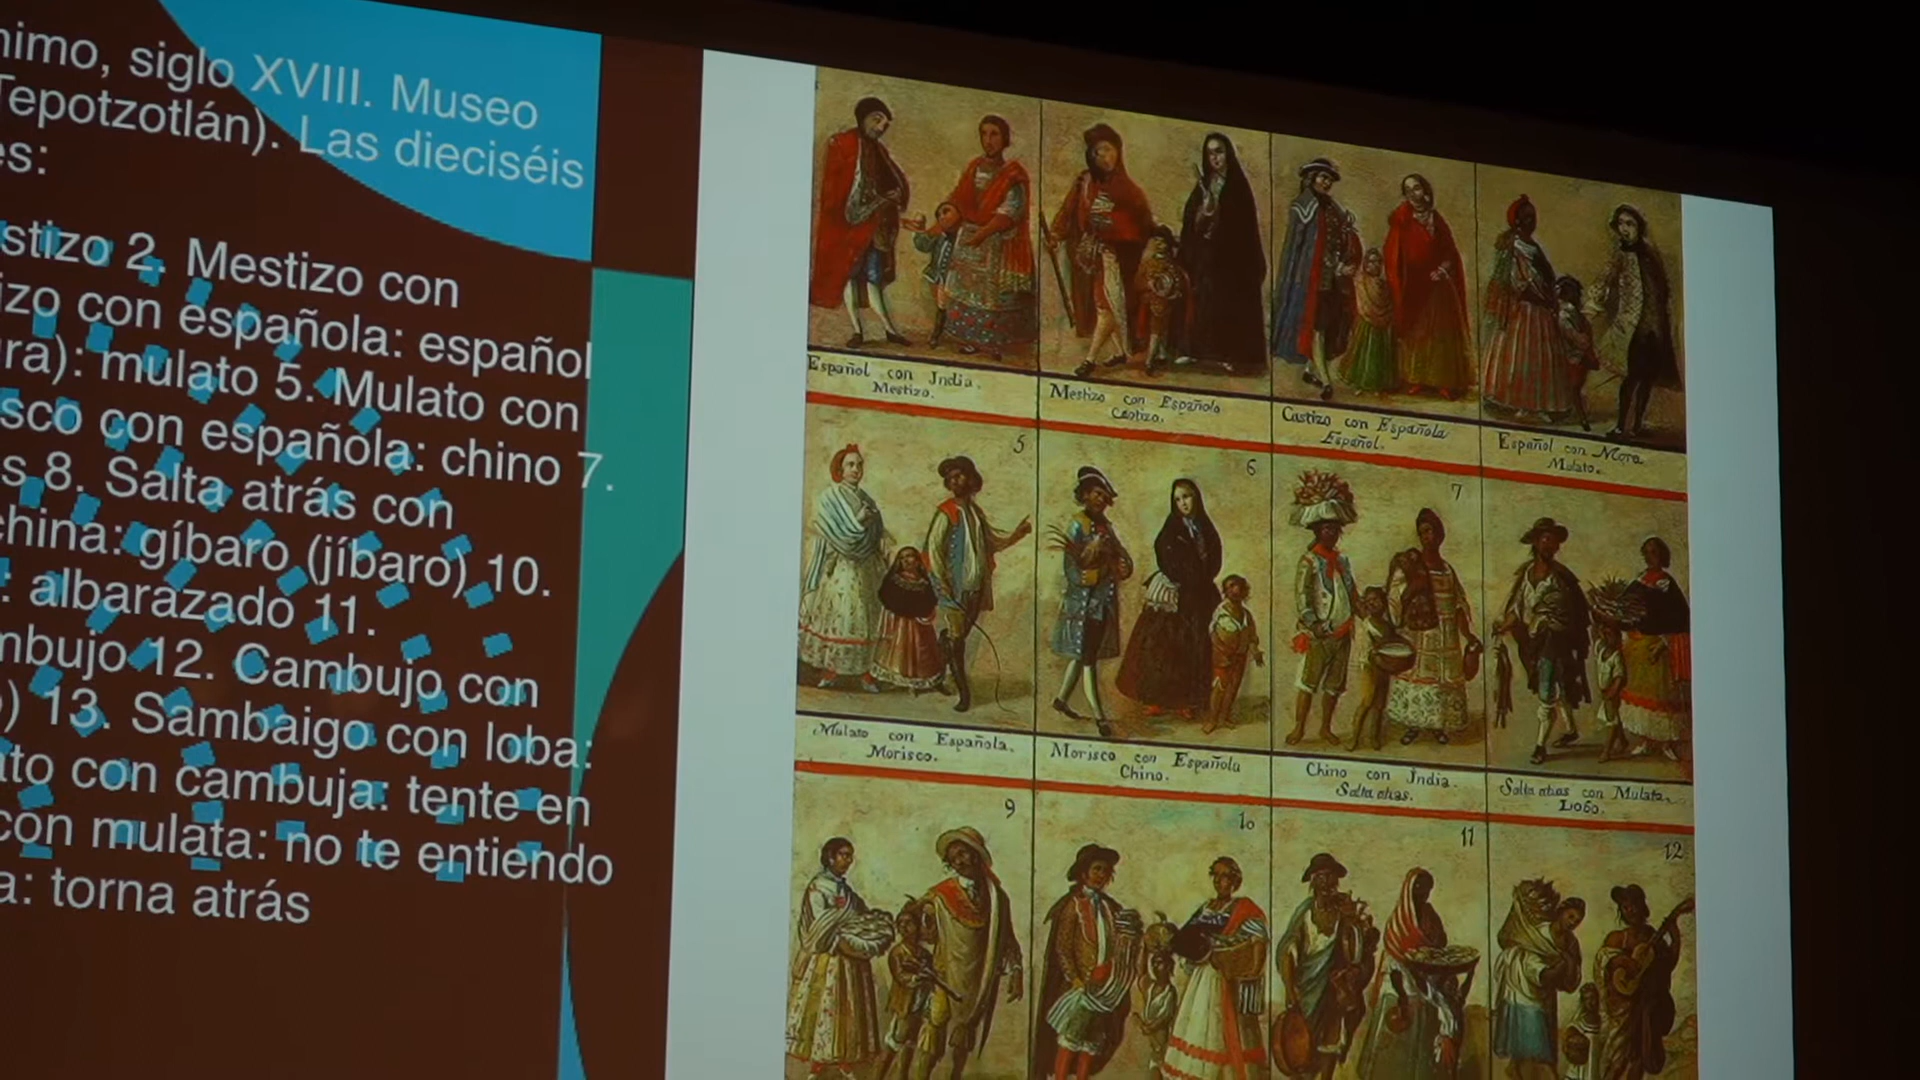 nimo, siglo XVIII. Museo
Tepotzotlán). Las dieciséis
es:
stizo 2. Mestizo con
izo con española: español
ura): mulato 5. Mulato con
sco con española: chino 7.
s 8. Salta atrás con
china: gíbaro (jíbaro) 10.
: albarazado 11.
mbujo 12. Cambujo con
) 13. Sambaigo con loba:
ato con cambuja: tente en
con mulata: no te entiendo
a: torna atrás
Español con India.
Mestizo.
Mestizo con Española
Castizo.
Castizo con Española
Español.
Español con Mora
Mulato.
5
6
7
Mulato con Española.
Morisco.
Morisco con Española
Chino.
Chino con India.
Salta atras.
Salta atras con Mulata.
Lobo.
9
10
11
12